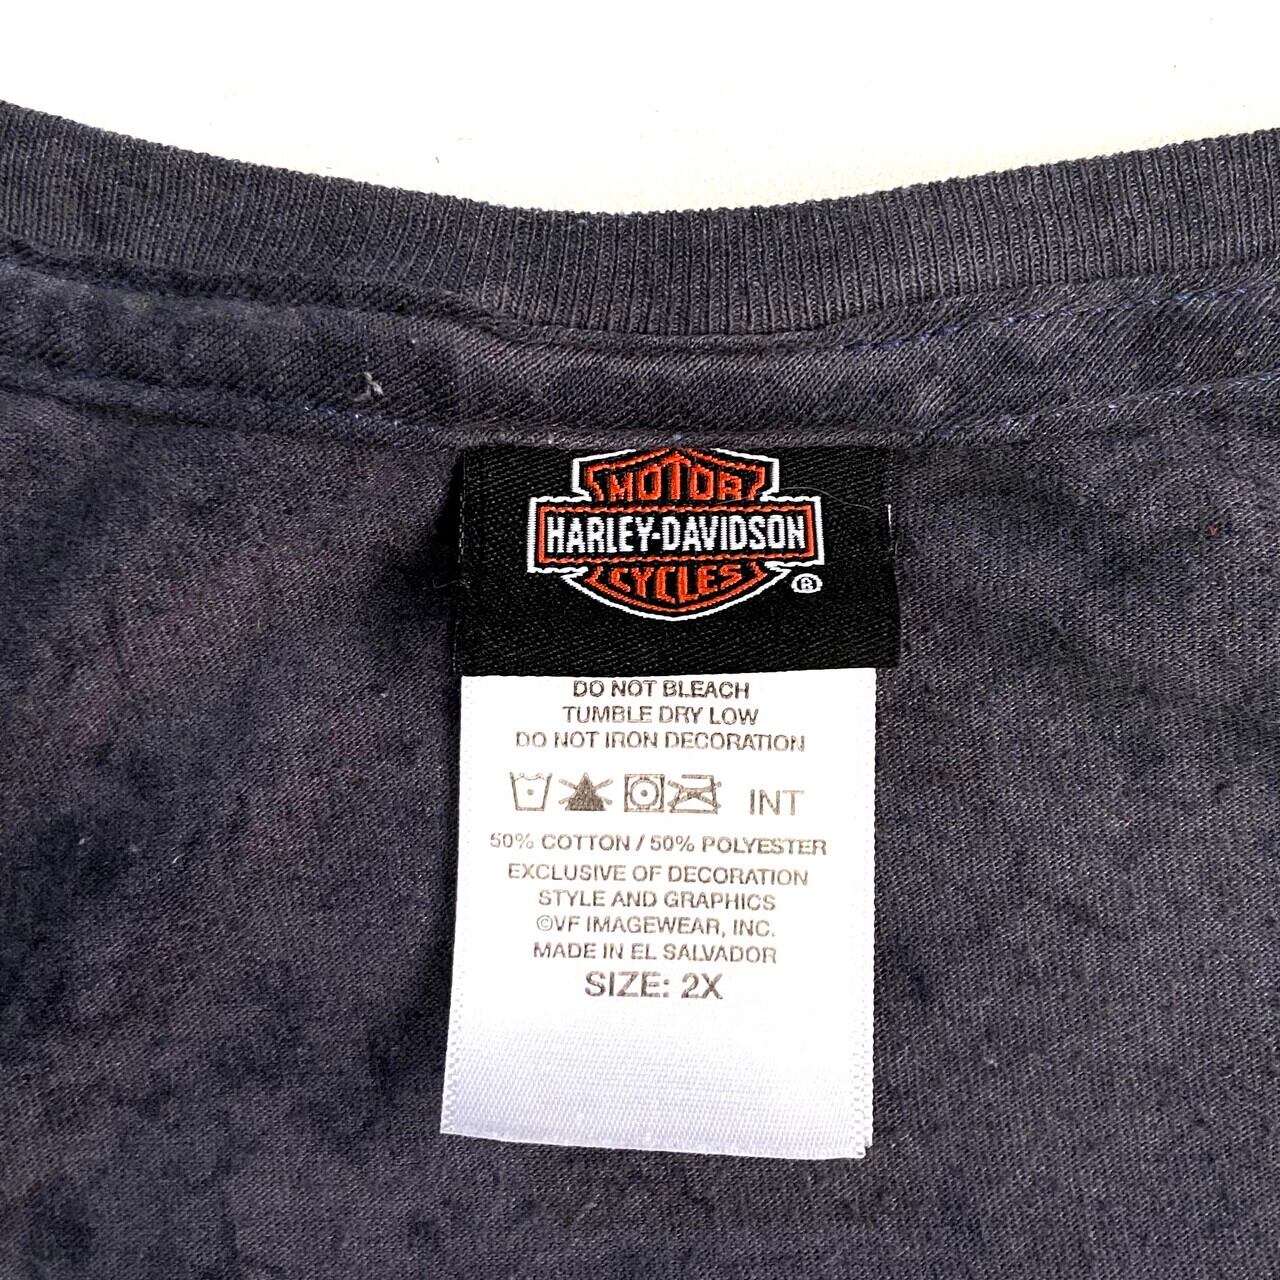 MOTOR
HARLEY-DAVIDSON
CYCLES
®
DO NOT BLEACH
TUMBLE DRY LOW
DO NOT IRON DECORATION
INT
50% COTTON / 50% POLYESTER
EXCLUSIVE OF DECORATION
STYLE AND GRAPHICS
©VF IMAGEWEAR, INC.
MADE IN EL SALVADOR
SIZE: 2X